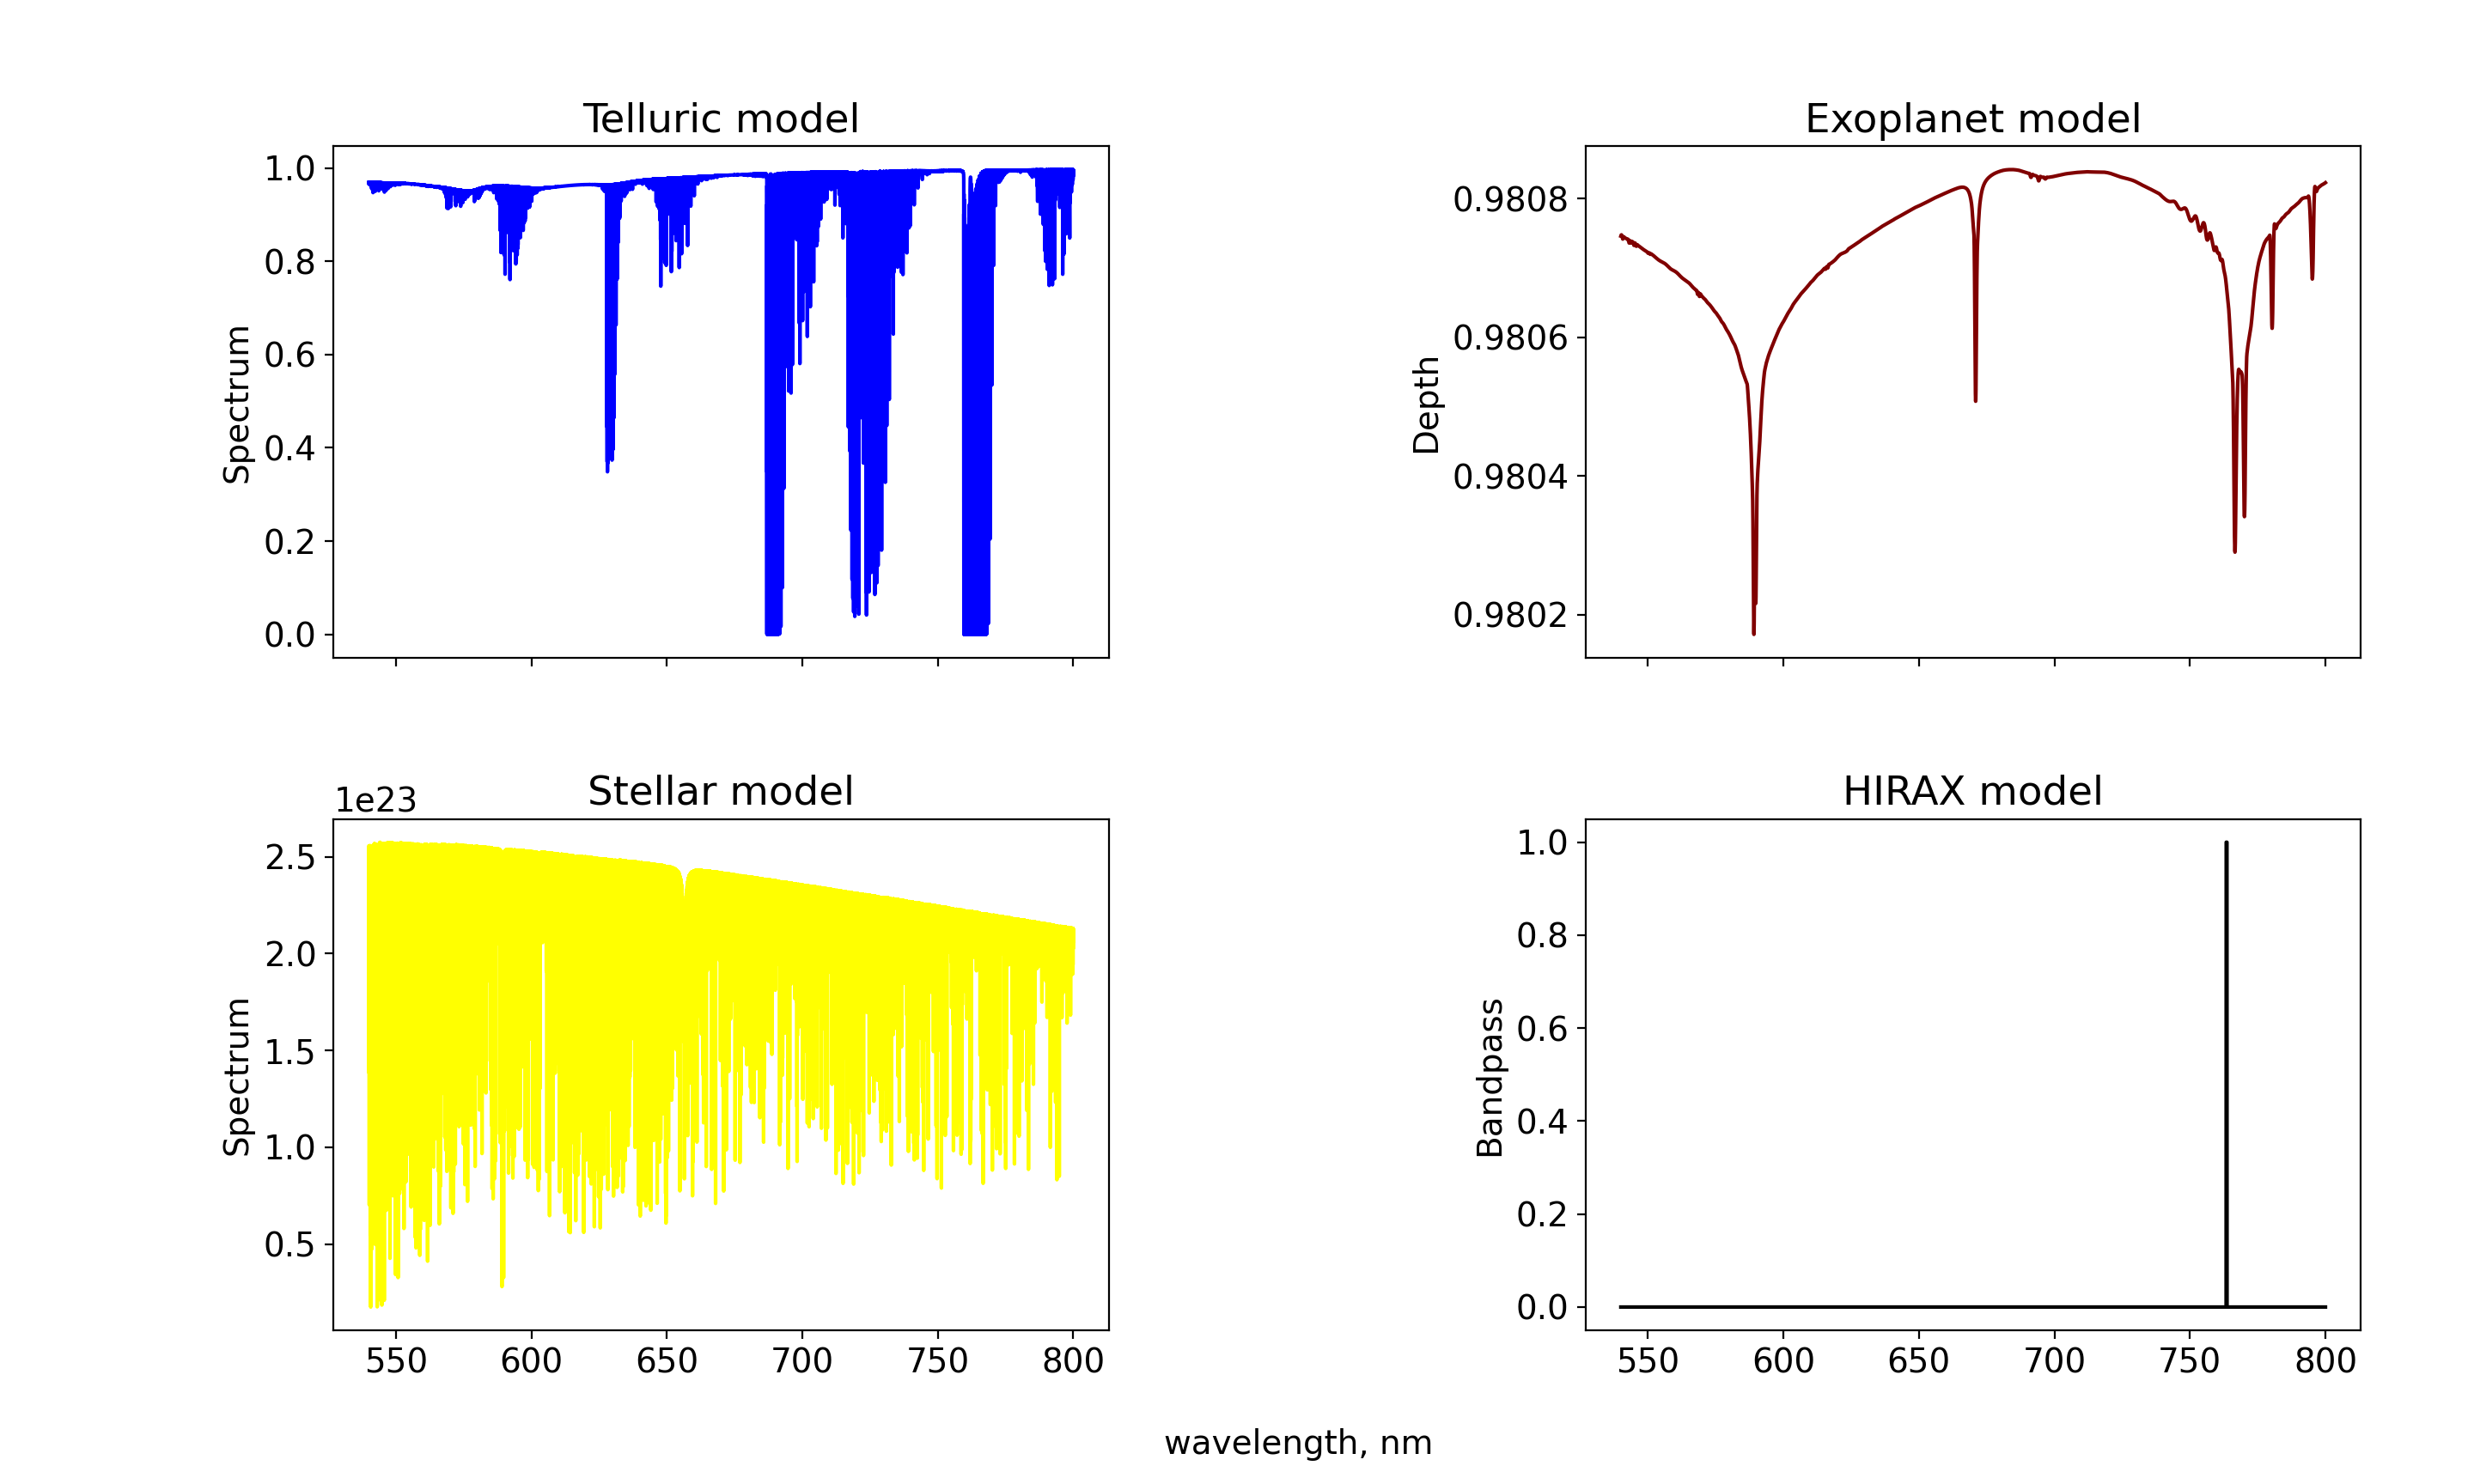 Telluric model
1.0
0.8
0.6
0.4
0.2
0.0
Spectrum
Exoplanet model
0.9808
0.9806
0.9804
0.9802
Depth
Stellar model
1e23
2.5
2.0
1.5
1.0
0.5
Spectrum
550 600 650 700 750 800
HIRAX model
1.0
0.8
0.6
0.4
0.2
0.0
Bandpass
550 600 650 700 750 800
wavelength, nm